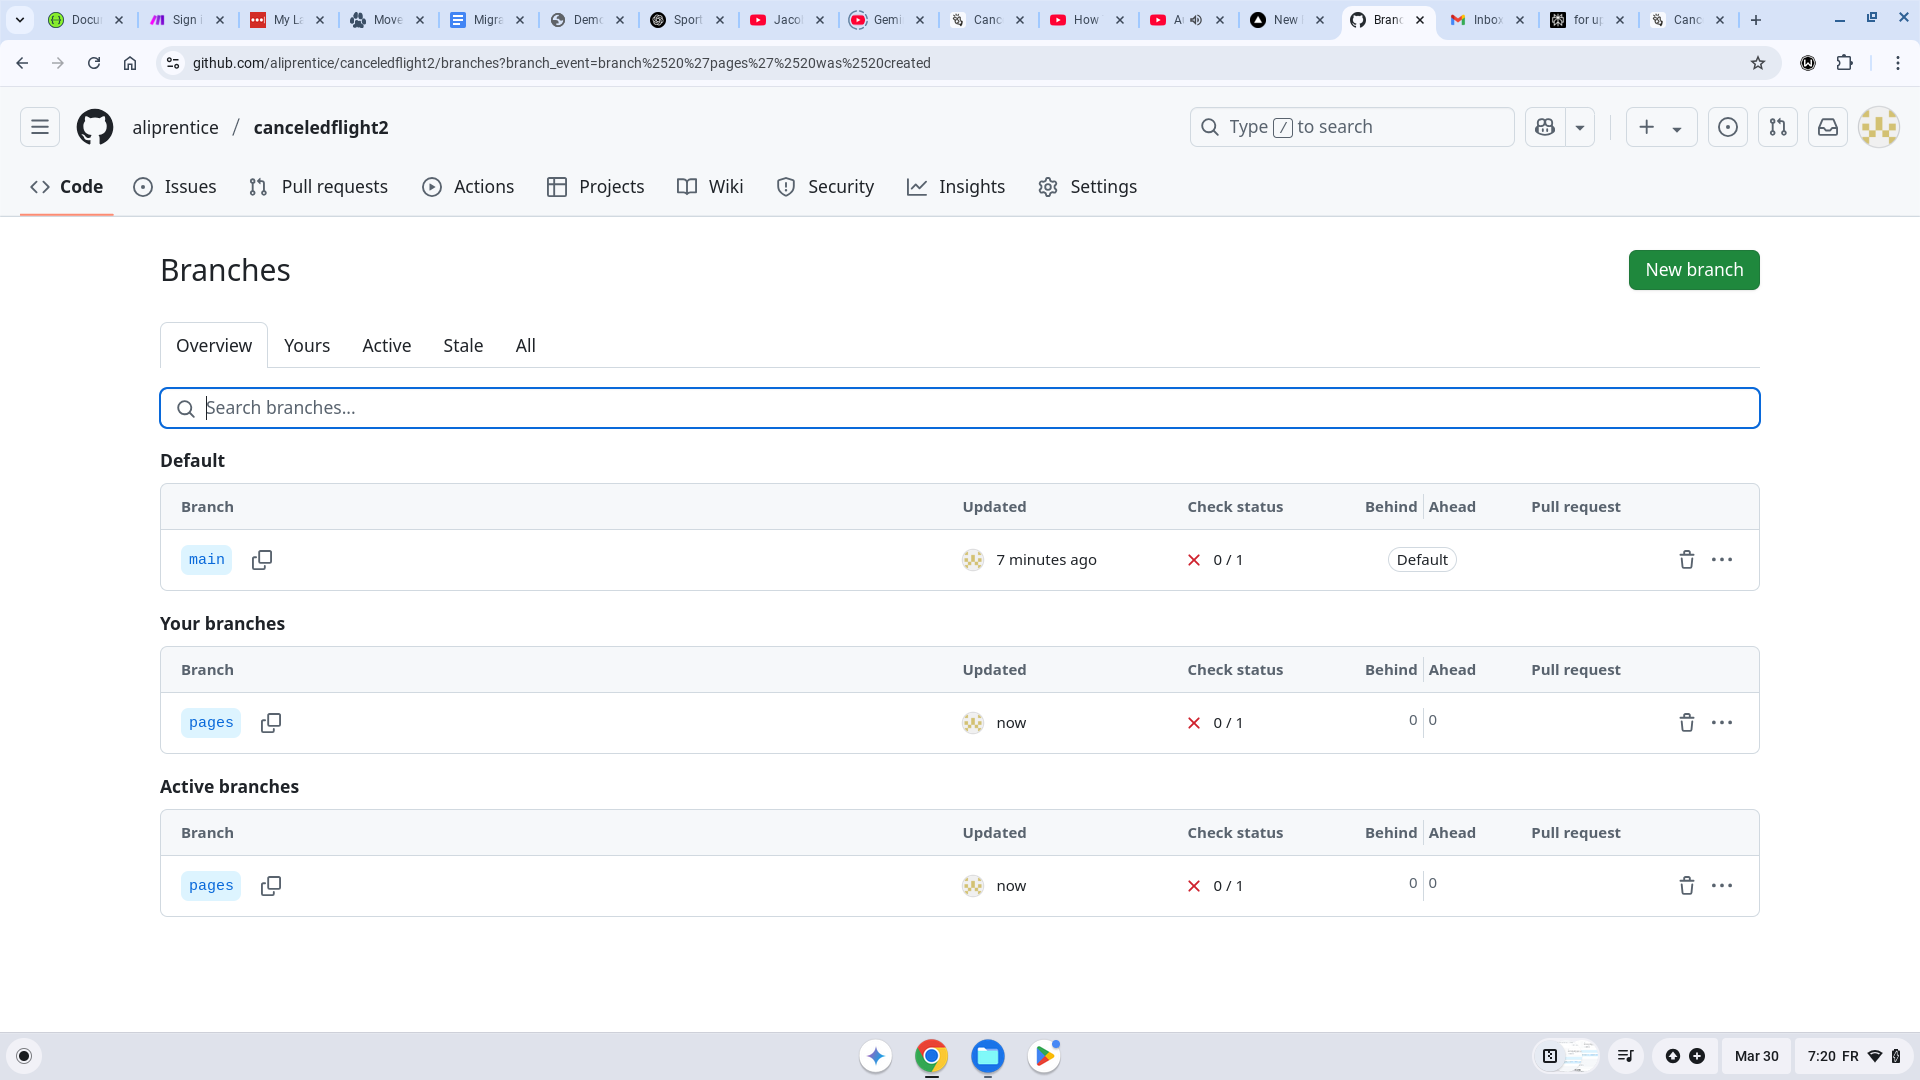 Docu
Sign i
My La
Move
Migra
Demo
Sport
Jacol
Gemi
Canc
How
A
New
Branc
Inbox
for up
Canc
github.com/aliprentice/canceledflight2/branches?branch_event=branch%2520%27pages%27%2520was%2520created
aliprentice / canceledflight2
Type / to search
Code
Issues
Pull requests
Actions
Projects
Wiki
Security
Insights
Settings
Branches
New branch
Overview
Yours
Active
Stale
All
Search branches...
Default
Branch Updated Check status Behind Ahead Pull request
main 7 minutes ago 0 / 1 Default
Your branches
Branch Updated Check status Behind Ahead Pull request
pages now 0 / 1 0 0
Active branches
Branch Updated Check status Behind Ahead Pull request
pages now 0 / 1 0 0
Mar 30
7:20 FR